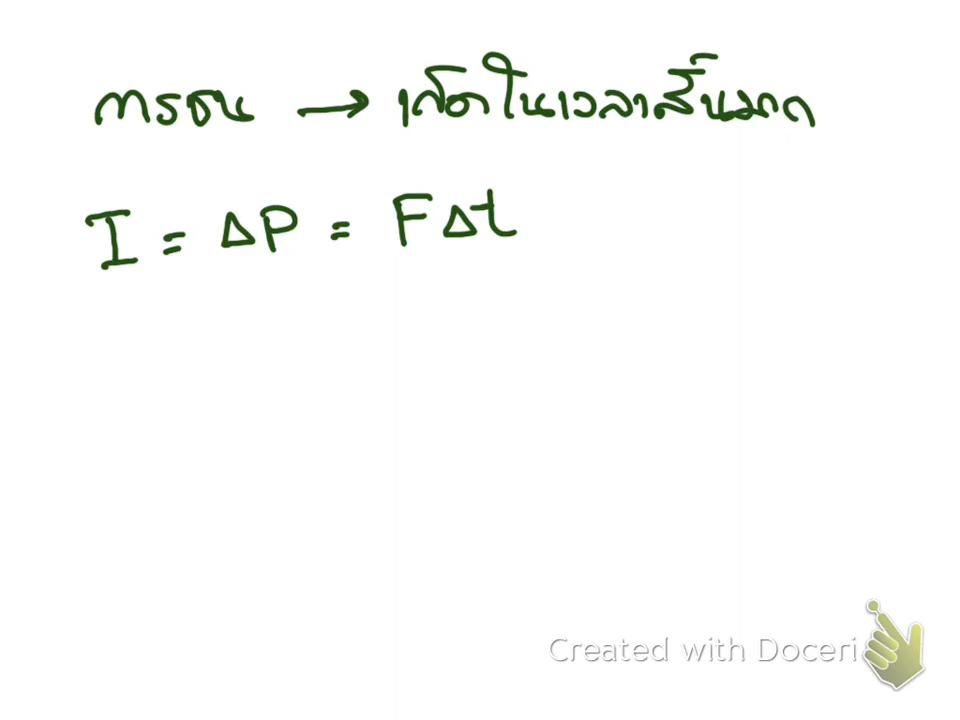 การชน → เกิดในเวลาสั้นมาก
I = ΔP = FΔt
Created with Doceri